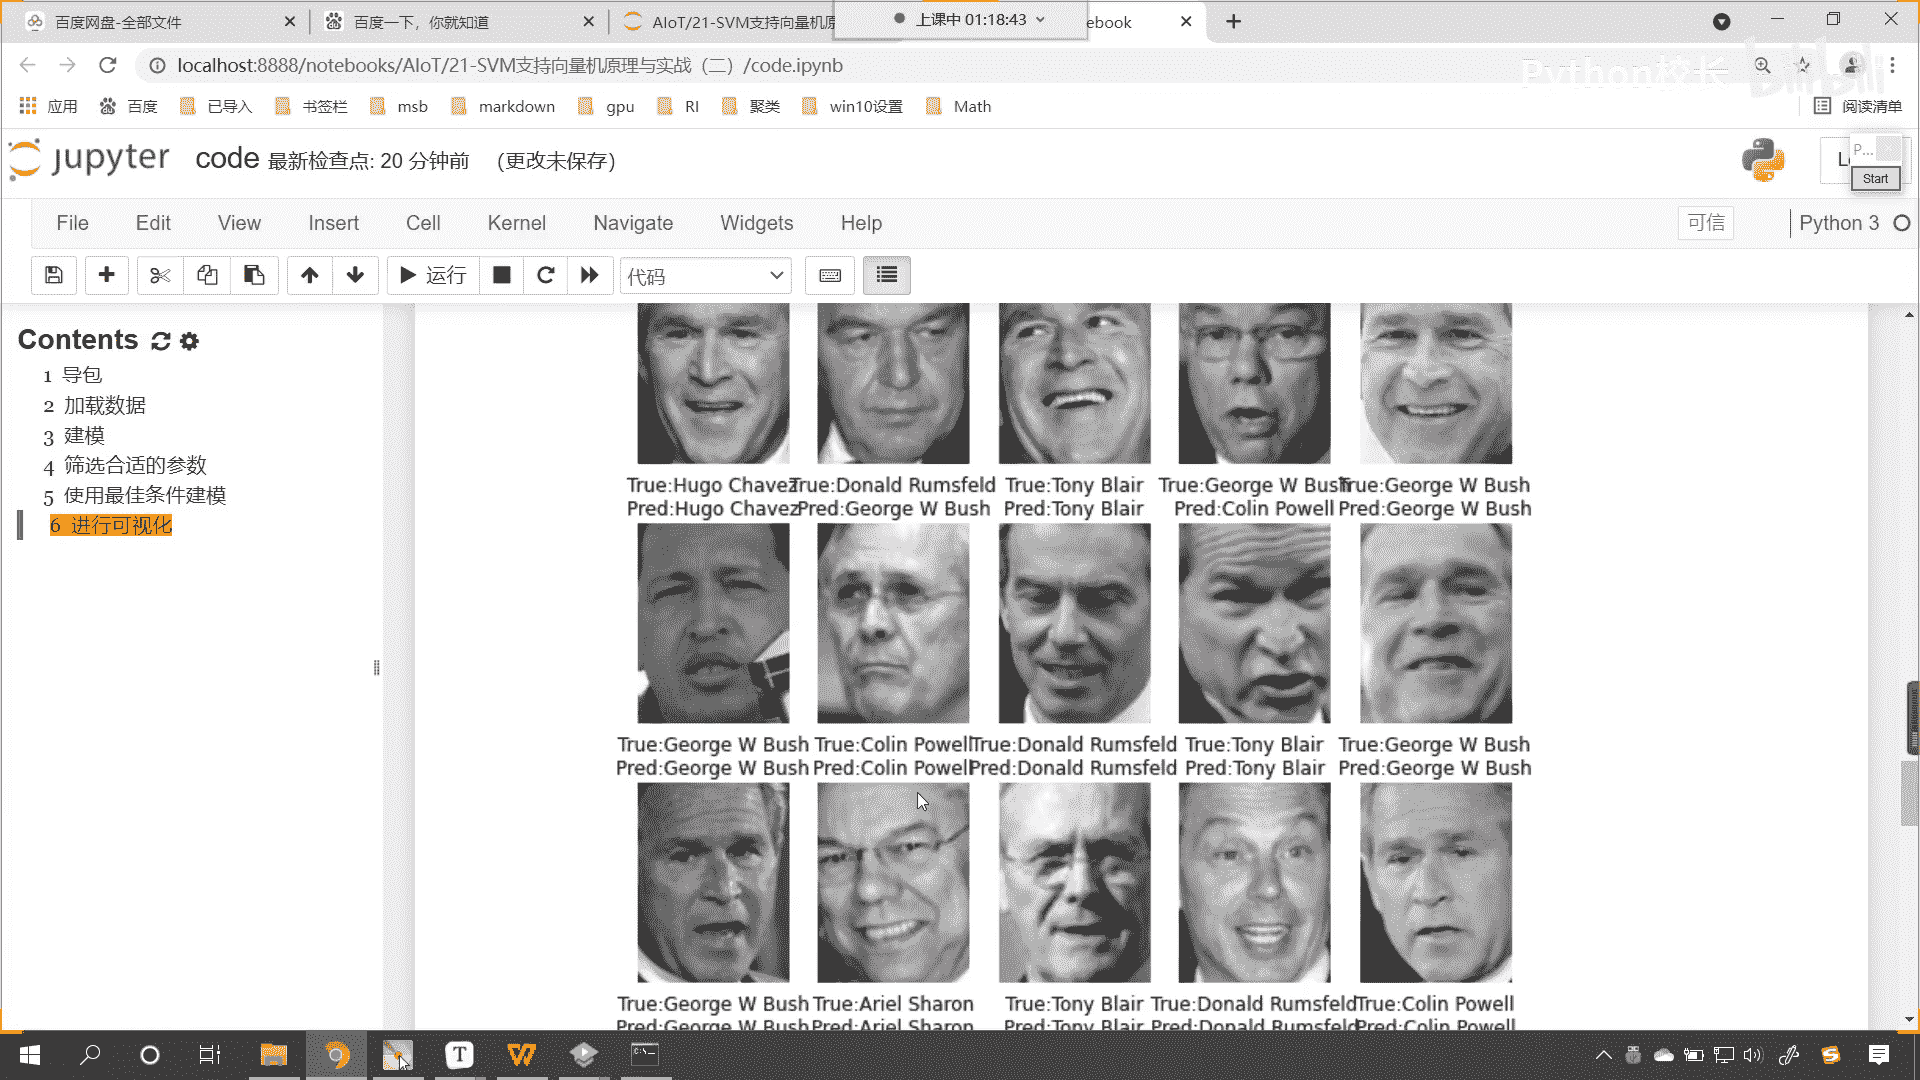 百度网盘-全部文件
百度一下，你就知道
AIoT/21-SVM支持向量机原
上课中 01:18:43
ebook
localhost:8888/notebooks/AIoT/21-SVM支持向量机原理与实战（二）/code.ipynb
Python校长
bilibili
应用
百度
已导入
书签栏
msb
markdown
gpu
RI
聚类
win10设置
Math
阅读清单
jupyter
code 最新检查点: 20 分钟前 (更改未保存)
P...
Start
File Edit View Insert Cell Kernel Navigate Widgets Help
可信
Python 3
运行
代码
Contents
1 导包
2 加载数据
3 建模
4 筛选合适的参数
5 使用最佳条件建模
6 进行可视化
True:Hugo Chavez True:Donald Rumsfeld True:Tony Blair True:George W Bush True:George W Bush
Pred:Hugo Chavez Pred:George W Bush Pred:Tony Blair Pred:Colin Powell Pred:George W Bush
True:George W Bush True:Colin Powell True:Donald Rumsfeld True:Tony Blair True:George W Bush
Pred:George W Bush Pred:Colin Powell Pred:Donald Rumsfeld Pred:Tony Blair Pred:George W Bush
True:George W Bush True:Ariel Sharon True:Tony Blair True:Donald Rumsfeld True:Colin Powell
Pred:George W Bush Pred:Ariel Sharon Pred:Tony Blair Pred:Donald Rumsfeld Pred:Colin Powell